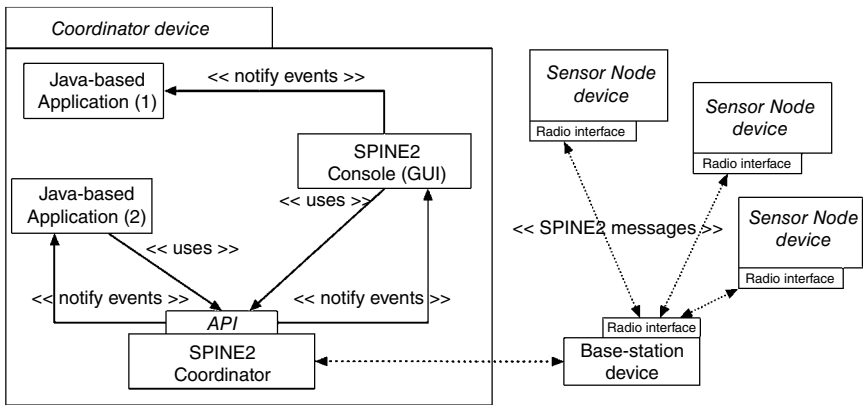 Coordinator device
Java-based
Application (1)
<< notify events >>
SPINE2
Console (GUI)
Java-based
Application (2)
<< uses >>
<< uses >>
<< notify events >>
<< notify events >>
API
SPINE2
Coordinator
Sensor Node
device
Radio interface
Sensor Node
device
Radio interface
Sensor Node
device
Radio interface
<< SPINE2 messages >>
Radio interface
Base-station
device